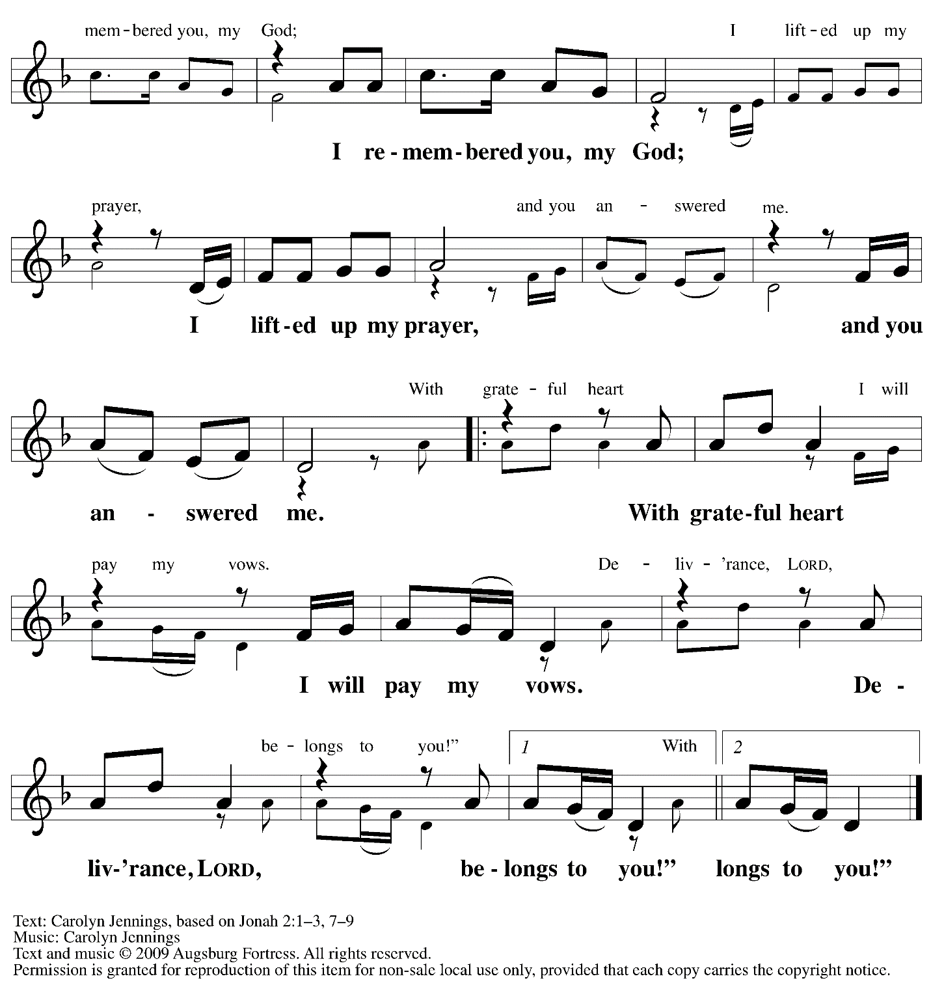 mem-bered you, my God; I lift-ed up my
I re-mem-bered you, my God;
prayer, and you an - swered me.
I lift-ed up my prayer, and you
With grate - ful heart I will
an - swered me. With grate-ful heart
pay my vows. De - liv - 'rance, LORD,
I will pay my vows. De -
be - longs to you!” 1 With 2
liv-'rance, LORD, be - longs to you!” longs to you!”
Text: Carolyn Jennings, based on Jonah 2:1–3, 7–9
Music: Carolyn Jennings
Text and music © 2009 Augsburg Fortress. All rights reserved.
Permission is granted for reproduction of this item for non-sale local use only, provided that each copy carries the copyright notice.